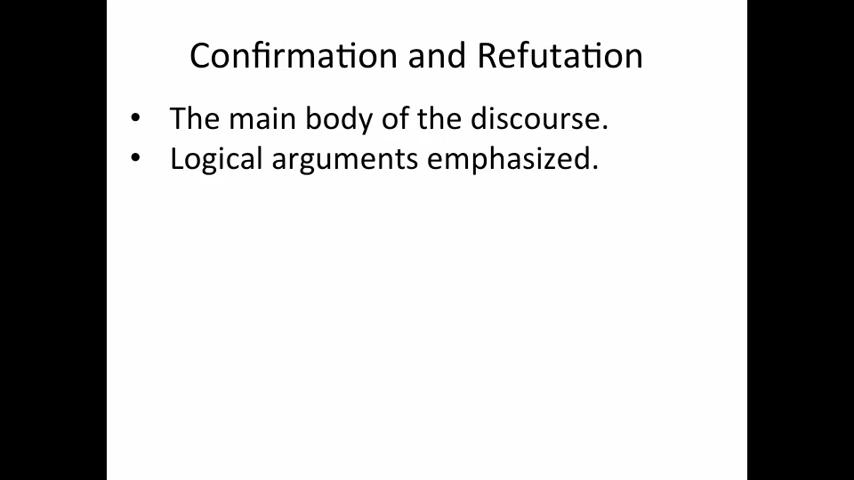 Confirmation and Refutation
• The main body of the discourse.
• Logical arguments emphasized.